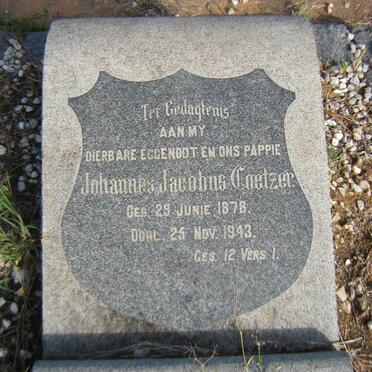 Ter Gedagtenis
AAN MY
DIERBARE EGGENOOT EN ONS PAPPIE
Johannes Jacobus Coetzer.
GEB. 29 JUNIE 1878.
OORL. 25 NOV. 1943.
GES. 12 VERS 1.